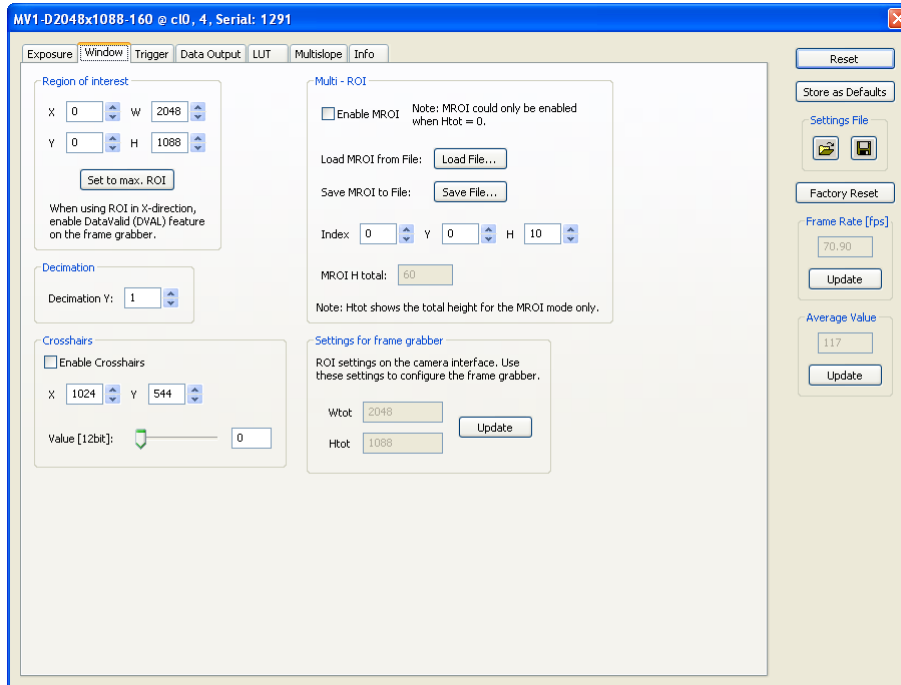 MV1-D2048x1088-160 @ cl0, 4, Serial: 1291
Exposure Window Trigger Data Output LUT Multislope Info
Region of interest
X 0 W 2048
Y 0 H 1088
Set to max. ROI
When using ROI in X-direction,
enable DataValid (DVAL) feature
on the frame grabber.
Decimation
Decimation Y: 1
Crosshairs
Enable Crosshairs
X 1024 Y 544
Value [12bit]: 0
Multi - ROI
Enable MROI
Note: MROI could only be enabled
when Htot = 0.
Load MROI from File: Load File...
Save MROI to File: Save File...
Index 0 Y 0 H 10
MROI H total: 60
Note: Htot shows the total height for the MROI mode only.
Settings for frame grabber
ROI settings on the camera interface. Use
these settings to configure the frame grabber.
Wtot 2048
Htot 1088
Update
Reset
Store as Defaults
Settings File
Factory Reset
Frame Rate [fps]
70.90
Update
Average Value
117
Update